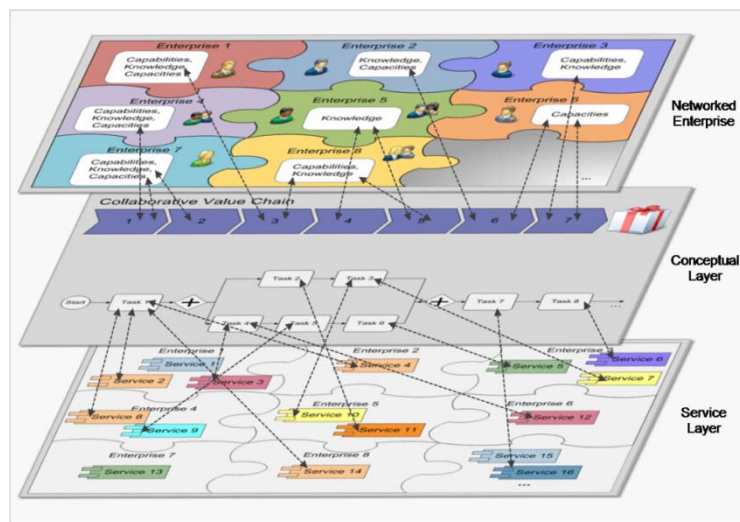 Enterprise 1
Capabilities,
Knowledge,
Capacities
Enterprise 2
Knowledge,
Capacities
Enterprise 3
Capabilities,
Knowledge
Enterprise 4
Capabilities,
Knowledge,
Capacities
Enterprise 5
Knowledge
Enterprise 6
Capacities
Enterprise 7
Capabilities,
Knowledge,
Capacities
Enterprise 8
Capabilities,
Knowledge
...
Networked
Enterprise
Collaborative Value Chain
1
2
3
4
5
6
7
Conceptual
Layer
Start
Task 1
Task 2
Task 3
Task 4
Task 5
Task 6
Task 7
Task 8
...
Enterprise 1
Service 1
Service 2
Service 3
Enterprise 2
Service 4
Enterprise
Service 5
Service 6
Service 7
Service 8
Enterprise 4
Service 9
Enterprise 5
Service 10
Service 11
Enterprise 6
Service 12
Service
Layer
Enterprise 7
Service 13
Enterprise 8
Service 14
Service 15
Service 16
...